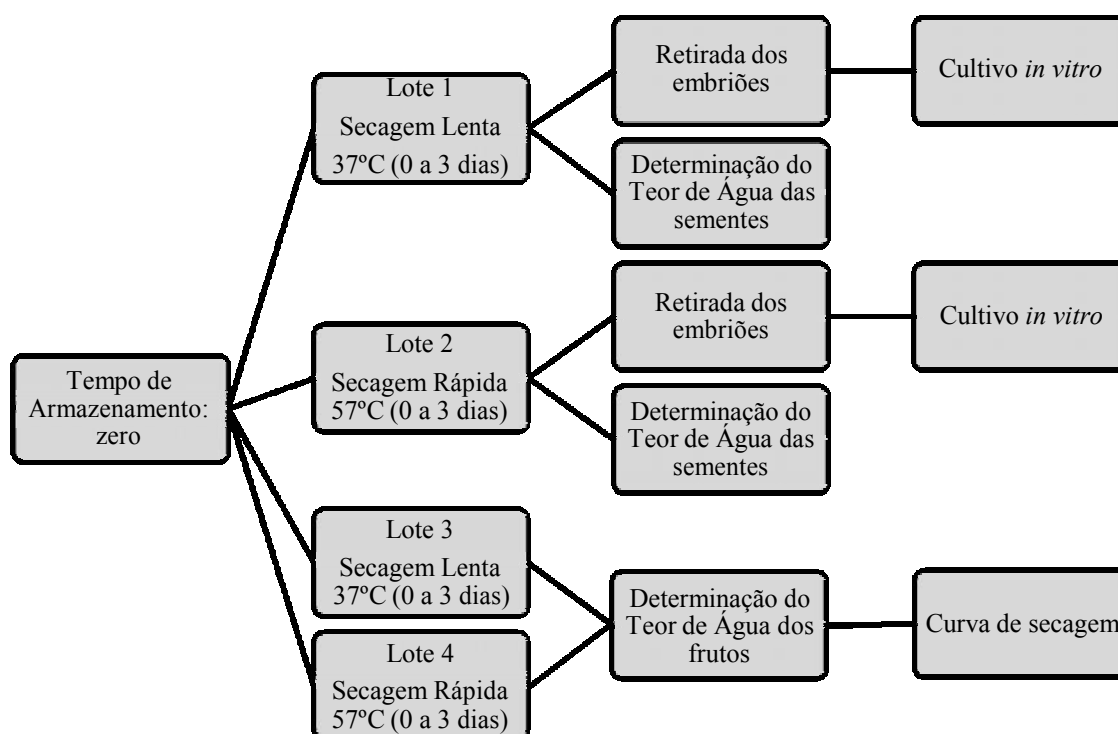 Tempo de
Armazenamento:
zero
Lote 1
Secagem Lenta
37ºC (0 a 3 dias)
Retirada dos
embriões
Cultivo in vitro
Determinação do
Teor de Água das
sementes
Lote 2
Secagem Rápida
57ºC (0 a 3 dias)
Retirada dos
embriões
Cultivo in vitro
Determinação do
Teor de Água das
sementes
Lote 3
Secagem Lenta
37ºC (0 a 3 dias)
Lote 4
Secagem Rápida
57ºC (0 a 3 dias)
Determinação do
Teor de Água dos
frutos
Curva de secagem